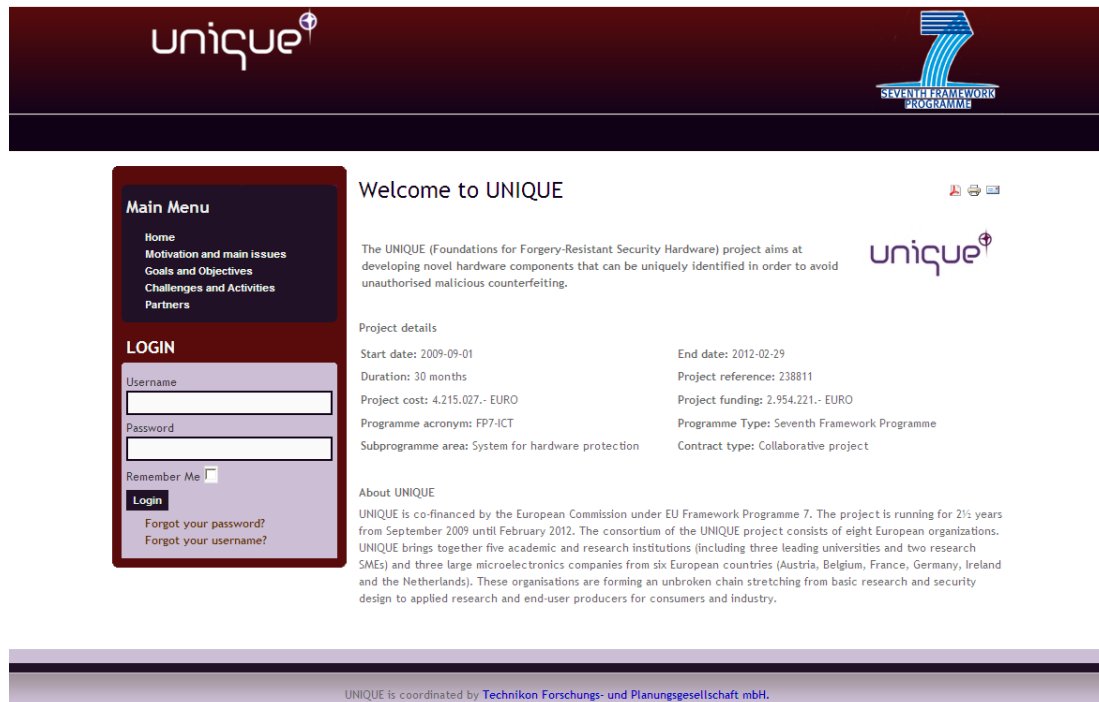 unique
SEVENTH FRAMEWORK
PROGRAMME
Main Menu
Home
Motivation and main issues
Goals and Objectives
Challenges and Activities
Partners
LOGIN
Username
Password
Remember Me
Login
Forgot your password?
Forgot your username?
Welcome to UNIQUE
unique
The UNIQUE (Foundations for Forgery-Resistant Security
Hardware) project aims at
developing novel hardware components that can be uniquely identified in order to avoid
unauthorised malicious counterfeiting.
Project details
Start date: 2009-09-01 End date: 2012-02-29
Duration: 30 months Project reference: 238811
Project cost: 4.215.027.- EURO Project funding: 2.954.221.- EURO
Programme acronym: FP7-ICT Programme Type: Seventh Framework Programme
Subprogramme area: System for hardware protection Contract type: Collaborative project
About UNIQUE
UNIQUE is co-financed by the European Commission under EU Framework Programme 7. The project is running for 2½ years
from September 2009 until February 2012. The consortium of the UNIQUE project consists of eight European organizations.
UNIQUE brings together five academic and research institutions (including three leading universities and two research
SMEs) and three large microelectronics companies from six European countries (Austria, Belgium, France, Germany, Ireland
and the Netherlands). These organisations are forming an unbroken chain stretching from basic research and security
design to applied research and end-user producers for consumers and industry.
UNIQUE is coordinated by Technikon Forschungs- und Planungsgesellschaft mbH.